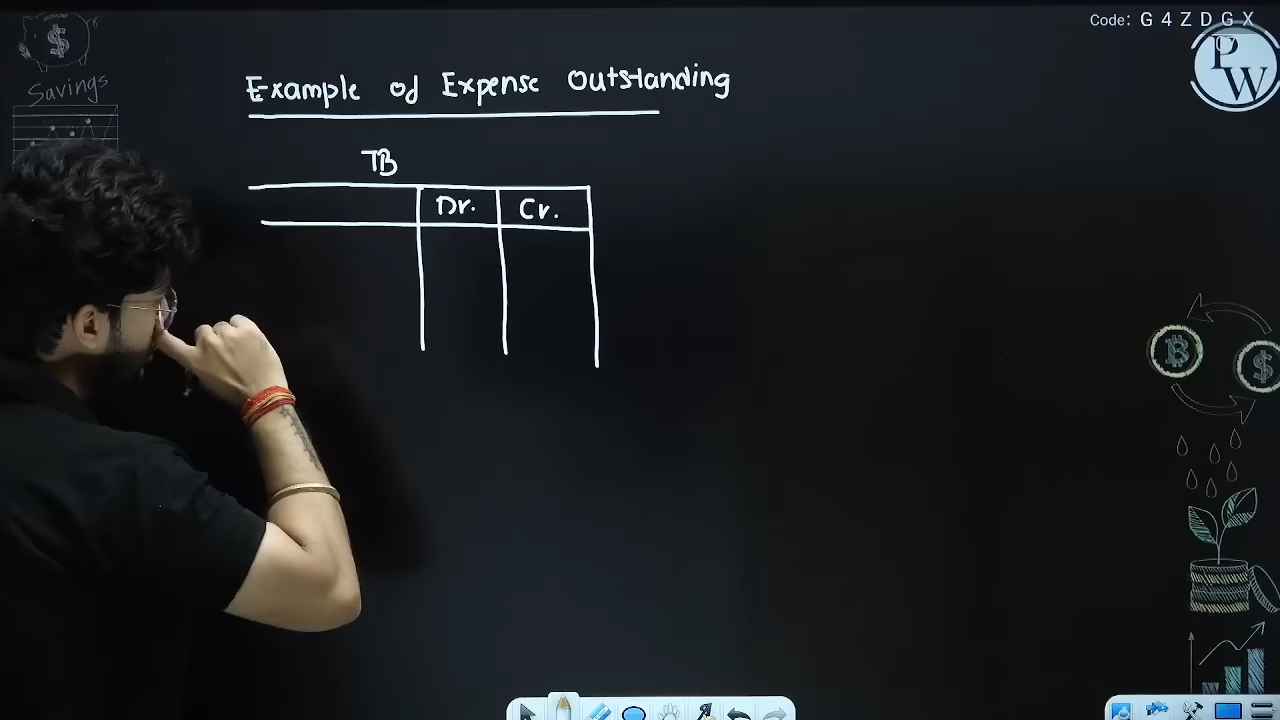 Code: G 4 Z D G X
P
W
$
Savings
Example of Expense Outstanding
TB
Dr. Cr.
B
$